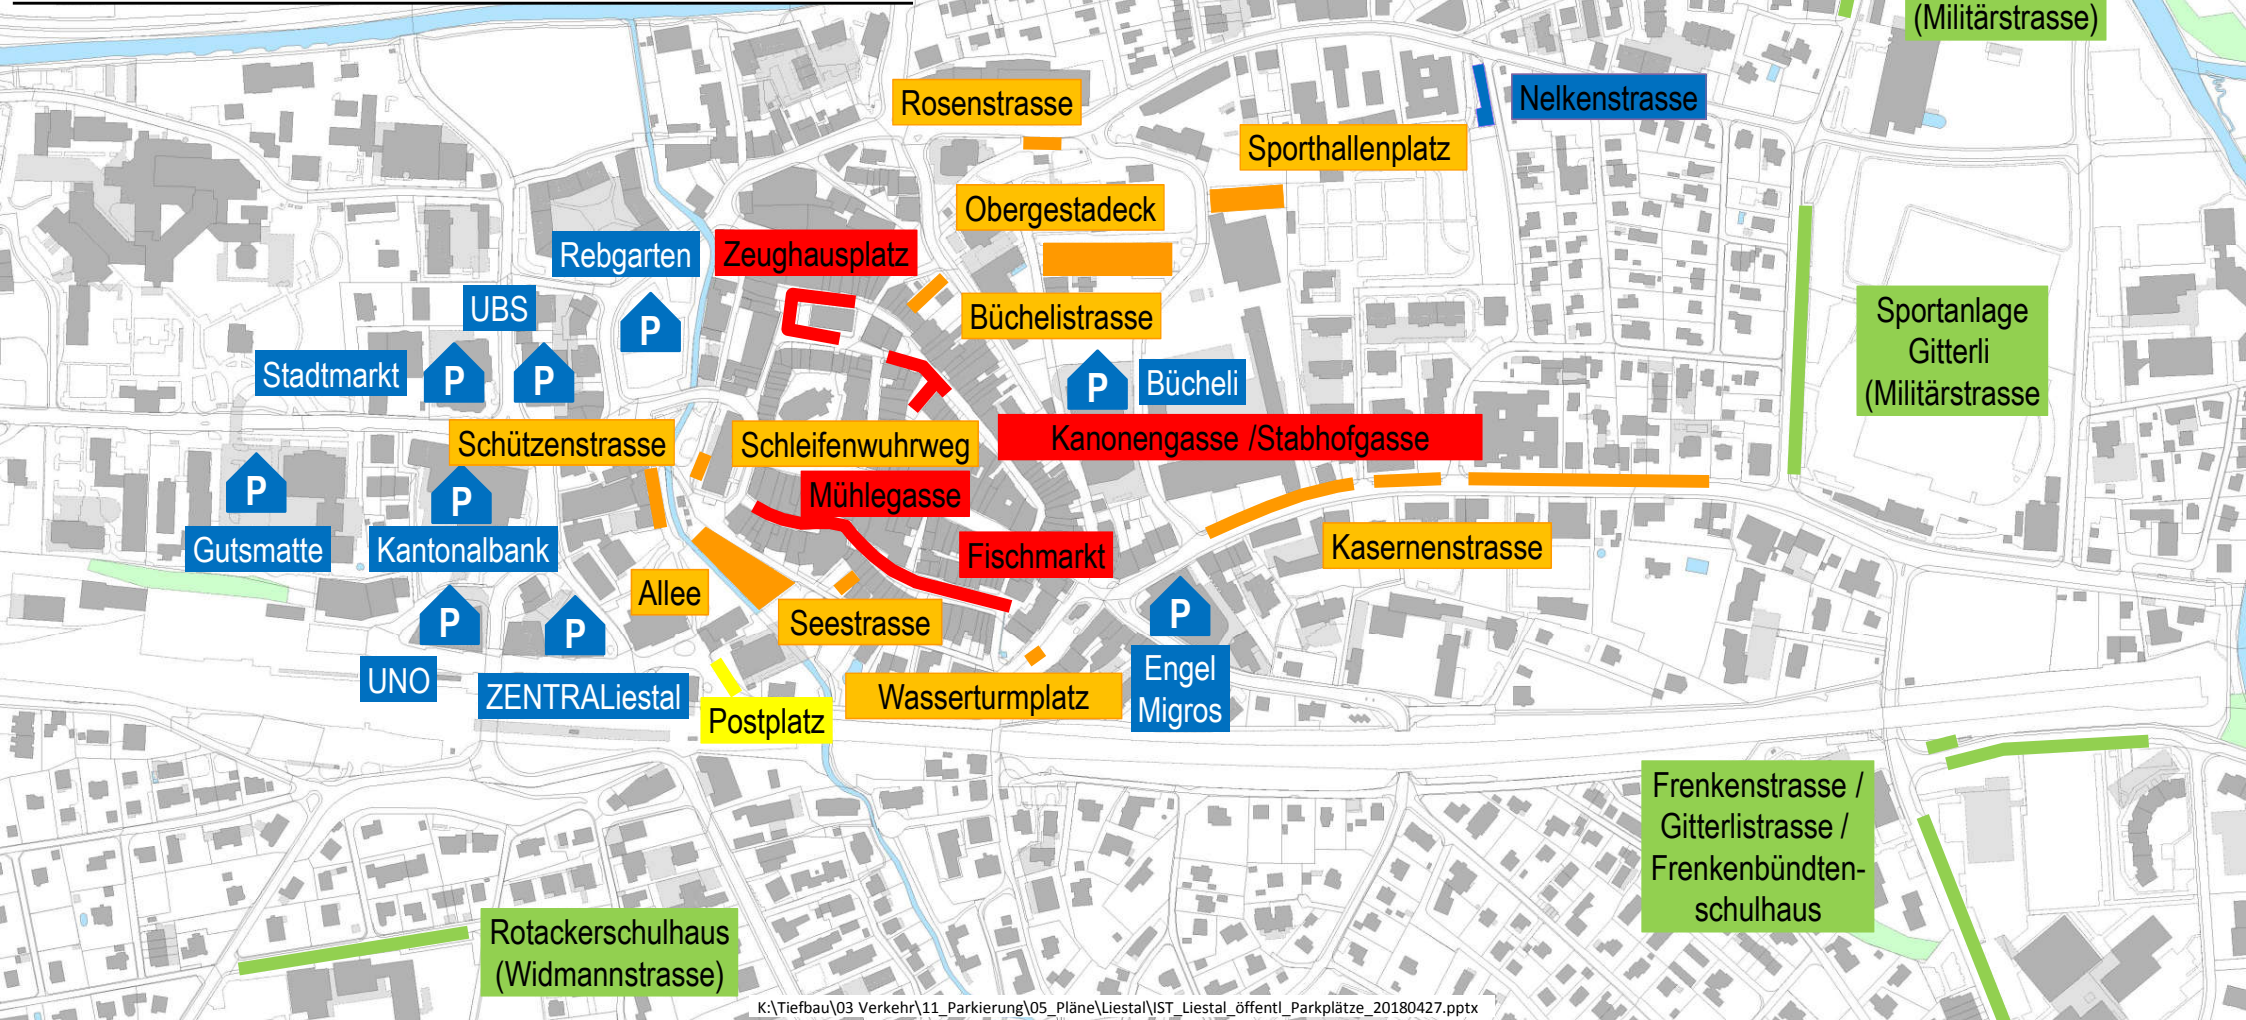 (Militärstrasse)
Rosenstrasse
Nelkenstrasse
Sporthallenplatz
Obergestadeck
Rebgarten
Zeughausplatz
UBS
P
Büchelistrasse
Sportanlage
Gitterli
(Militärstrasse
Stadtmarkt
P
P
P
Bücheli
Schützenstrasse
Schleifenwuhrweg
Kanonengasse /Stabhofgasse
P
P
Mühlegasse
Gutsmatte
Kantonalbank
Fischmarkt
Kasernenstrasse
Allee
P
P
Seestrasse
P
UNO
ZENTRALiestal
Postplatz
Wasserturmplatz
Engel
Migros
Frenkenstrasse /
Gitterlistrasse /
Frenkenbündten-
schulhaus
Rotackerschulhaus
(Widmannstrasse)
K:\Tiefbau\03 Verkehr\11_Parkierung\05_Pläne\Liestal\IST_Liestal_öffentl_Parkplätze_20180427.pptx